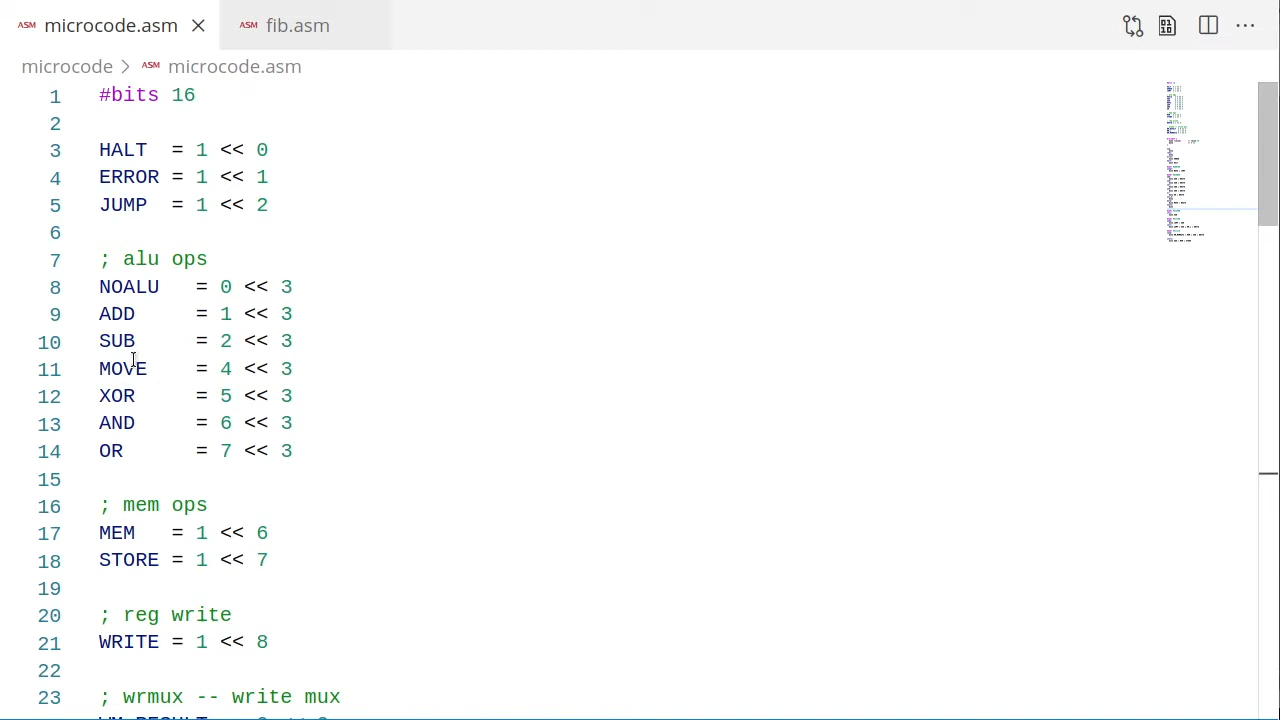 ASM microcode.asm ASM fib.asm
microcode > ASM microcode.asm
1 #bits 16
2
3 HALT  = 1 << 0
4 ERROR = 1 << 1
5 JUMP  = 1 << 2
6
7 ; alu ops
8 NOALU   = 0 << 3
9 ADD     = 1 << 3
10 SUB     = 2 << 3
11 MOVE    = 4 << 3
12 XOR     = 5 << 3
13 AND     = 6 << 3
14 OR      = 7 << 3
15
16 ; mem ops
17 MEM   = 1 << 6
18 STORE = 1 << 7
19
20 ; reg write
21 WRITE = 1 << 8
22
23 ; wrmux -- write mux